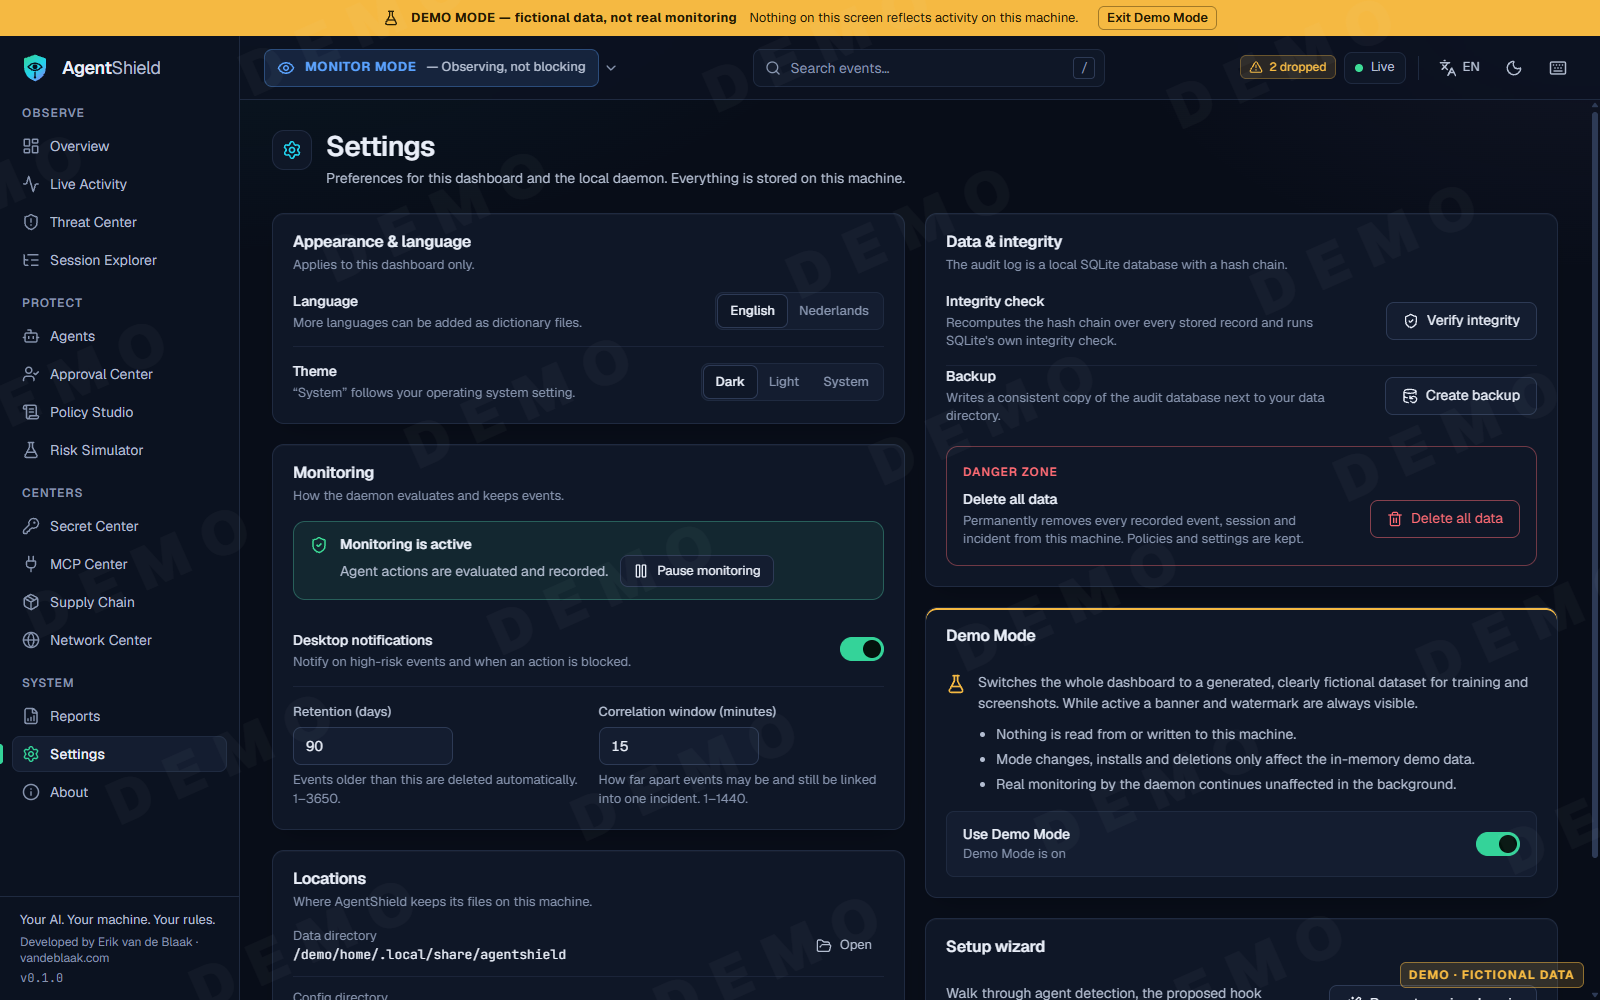 DEMO MODE — fictional data, not real monitoring Nothing on this screen reflects activity on this machine. Exit Demo Mode
AgentShield
MONITOR MODE — Observing, not blocking
Search events... /
2 dropped
Live
EN
OBSERVE
Overview
Live Activity
Threat Center
Session Explorer
PROTECT
Agents
Approval Center
Policy Studio
Risk Simulator
CENTERS
Secret Center
MCP Center
Supply Chain
Network Center
SYSTEM
Reports
Settings
About
Your AI. Your machine. Your rules.
Developed by Erik van de Blaak ·
vandeblaak.com
v0.1.0
Settings
Preferences for this dashboard and the local daemon. Everything is stored on this machine.
Appearance & language
Applies to this dashboard only.
Language
More languages can be added as dictionary files.
English Nederlands
Theme
“System” follows your operating system setting.
Dark Light System
Monitoring
How the daemon evaluates and keeps events.
Monitoring is active
Agent actions are evaluated and recorded. Pause monitoring
Desktop notifications
Notify on high-risk events and when an action is blocked.
Retention (days)
90
Events older than this are deleted automatically.
1–3650.
Correlation window (minutes)
15
How far apart events may be and still be linked
into one incident. 1–1440.
Locations
Where AgentShield keeps its files on this machine.
Data directory
/demo/home/.local/share/agentshield
Open
Config directory
Data & integrity
The audit log is a local SQLite database with a hash chain.
Integrity check
Recomputes the hash chain over every stored record and runs
SQLite's own integrity check.
Verify integrity
Backup
Writes a consistent copy of the audit database next to your data
directory.
Create backup
DANGER ZONE
Delete all data
Permanently removes every recorded event, session and
incident from this machine. Policies and settings are kept.
Delete all data
Demo Mode
Switches the whole dashboard to a generated, clearly fictional dataset for training and
screenshots. While active a banner and watermark are always visible.
Nothing is read from or written to this machine.
Mode changes, installs and deletions only affect the in-memory demo data.
Real monitoring by the daemon continues unaffected in the background.
Use Demo Mode
Demo Mode is on
Setup wizard
Walk through agent detection, the proposed hook
DEMO · FICTIONAL DATA
DEMO